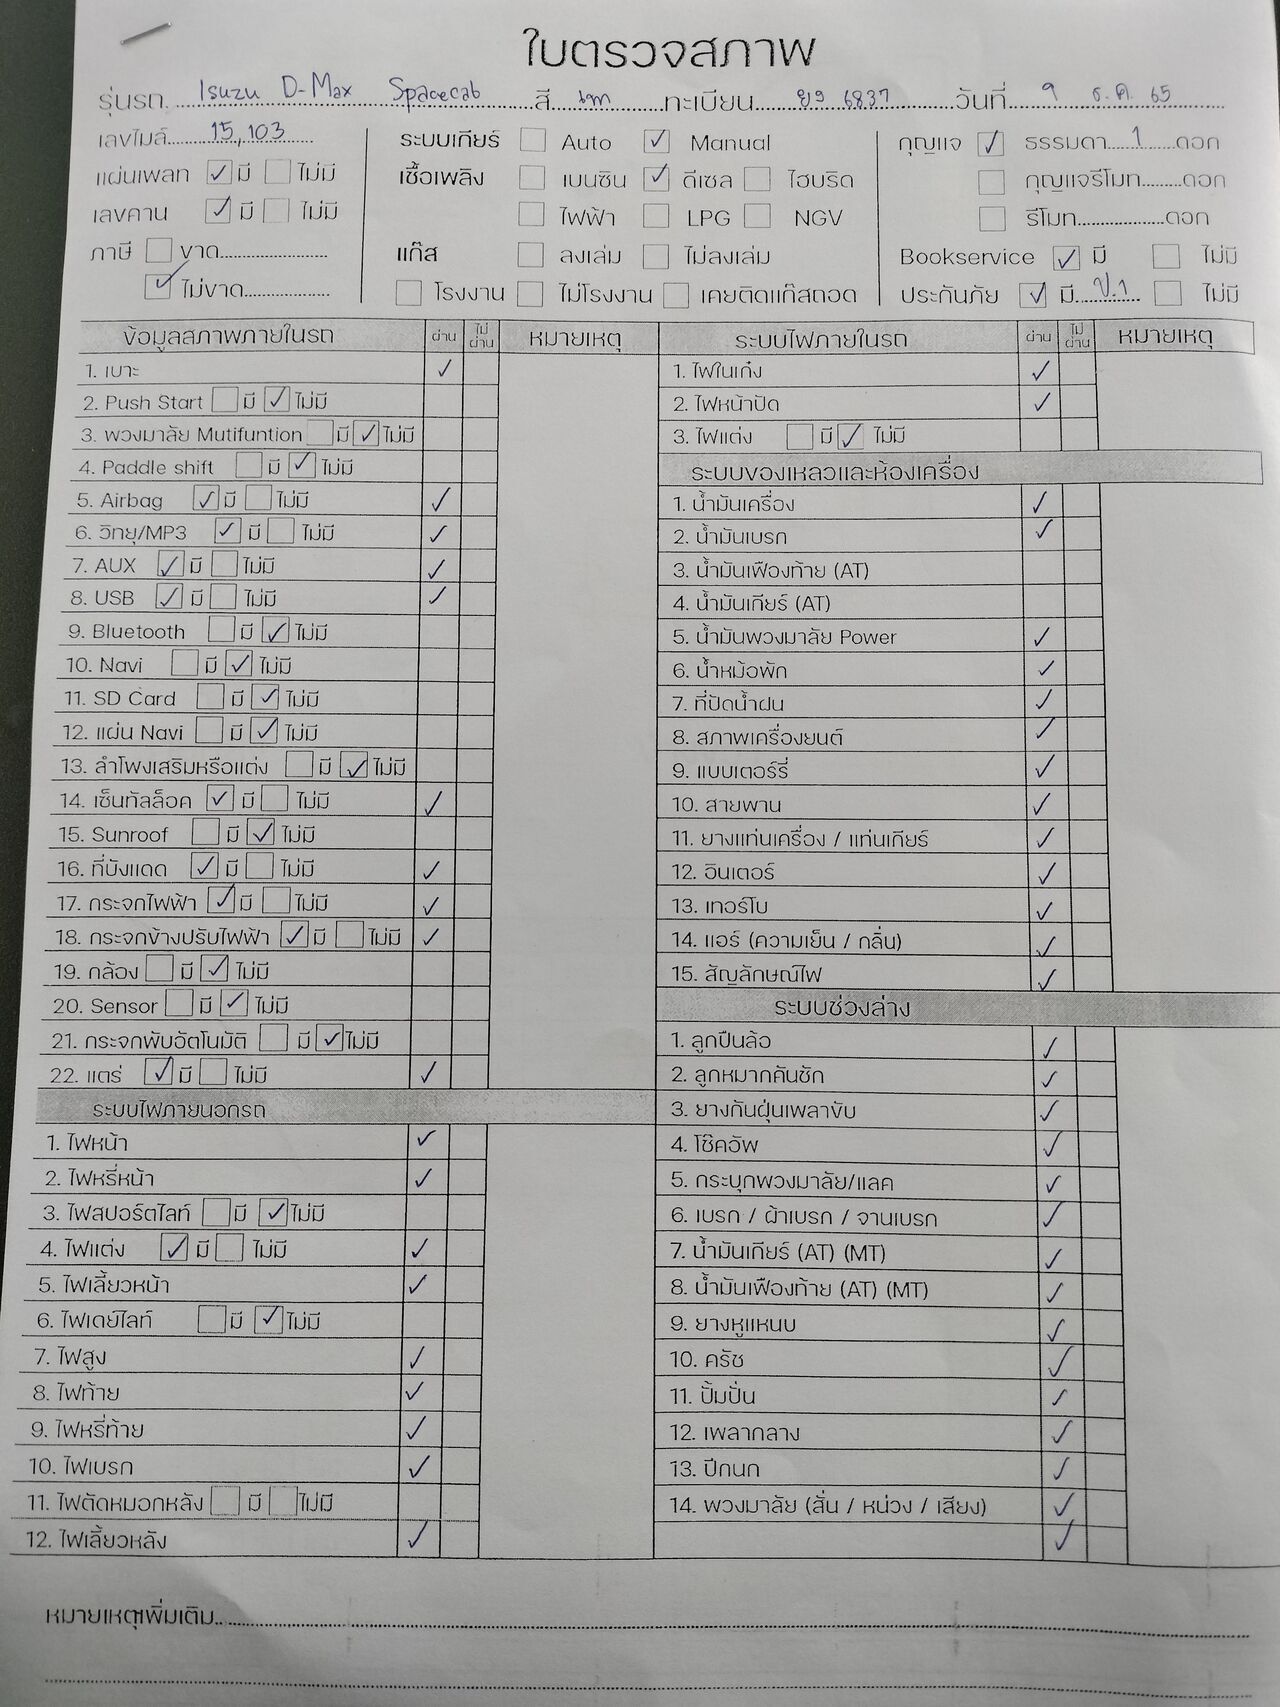 ใบตรวจสภาพ
รุ่นรถ Isuzu D-Max Spacecab สี เทา ทะเบียน ยง 6837 วันที่ 9 ธ.ค. 65
เลขไมล์ 15,103 ระบบเกียร์ ☐ Auto ☑ Manual กุญแจ ☑ ธรรมดา 1 ดอก
แผ่นเพลท ☑ มี ☐ ไม่มี เชื้อเพลิง ☐ เบนซิน ☑ ดีเซล ☐ ไฮบริด ☐ กุญแจรีโมท ดอก
เลขคาน ☑ มี ☐ ไม่มี ☐ ไฟฟ้า ☐ LPG ☐ NGV ☐ รีโมท ดอก
ภาษี ☐ ขาด แก๊ส ☐ ลงเล่ม ☐ ไม่ลงเล่ม Bookservice ☑ มี ☐ ไม่มี
☑ ไม่ขาด ☐ โรงงาน ☐ ไม่โรงงาน ☐ เคยติดแก๊สถอด ประกันภัย ☑ มี ป.1 ☐ ไม่มี
ข้อมูลสภาพภายในรถ ผ่าน ไม่ผ่าน หมายเหตุ
1. เบาะ ✓
2. Push Start ☐ มี ☑ ไม่มี
3. พวงมาลัย Mutifuntion ☐ มี ☑ ไม่มี
4. Paddle shift ☐ มี ☑ ไม่มี
5. Airbag ☑ มี ☐ ไม่มี ✓
6. วิทยุ/MP3 ☑ มี ☐ ไม่มี ✓
7. AUX ☑ มี ☐ ไม่มี ✓
8. USB ☑ มี ☐ ไม่มี ✓
9. Bluetooth ☐ มี ☑ ไม่มี
10. Navi ☐ มี ☑ ไม่มี
11. SD Card ☐ มี ☑ ไม่มี
12. แผ่น Navi ☐ มี ☑ ไม่มี
13. ลำโพงเสริมหรือแต่ง ☐ มี ☑ ไม่มี
14. เซ็นทัลล็อค ☑ มี ☐ ไม่มี ✓
15. Sunroof ☐ มี ☑ ไม่มี
16. ที่บังแดด ☑ มี ☐ ไม่มี ✓
17. กระจกไฟฟ้า ☑ มี ☐ ไม่มี ✓
18. กระจกข้างปรับไฟฟ้า ☑ มี ☐ ไม่มี ✓
19. กล้อง ☐ มี ☑ ไม่มี
20. Sensor ☐ มี ☑ ไม่มี
21. กระจกพับอัตโนมัติ ☐ มี ☑ ไม่มี
22. แตร่ ☑ มี ☐ ไม่มี ✓
ระบบไฟภายนอกรถ
1. ไฟหน้า ✓
2. ไฟหรี่หน้า ✓
3. ไฟสปอร์ตไลท์ ☐ มี ☑ ไม่มี
4. ไฟแต่ง ☑ มี ☐ ไม่มี ✓
5. ไฟเลี้ยวหน้า ✓
6. ไฟเดย์ไลท์ ☐ มี ☑ ไม่มี
7. ไฟสูง ✓
8. ไฟท้าย ✓
9. ไฟหรี่ท้าย ✓
10. ไฟเบรก ✓
11. ไฟตัดหมอกหลัง ☐ มี ☐ ไม่มี
12. ไฟเลี้ยวหลัง ✓
ระบบไฟภายในรถ ผ่าน ไม่ผ่าน หมายเหตุ
1. ไฟในเก๋ง ✓
2. ไฟหน้าปัด ✓
3. ไฟแต่ง ☐ มี ☑ ไม่มี
ระบบของเหลวและห้องเครื่อง
1. น้ำมันเครื่อง ✓
2. น้ำมันเบรก ✓
3. น้ำมันเฟืองท้าย (AT)
4. น้ำมันเกียร์ (AT)
5. น้ำมันพวงมาลัย Power ✓
6. น้ำหม้อพัก ✓
7. ที่ปัดน้ำฝน ✓
8. สภาพเครื่องยนต์ ✓
9. แบบเตอร์รี่ ✓
10. สายพาน ✓
11. ยางแท่นเครื่อง / แท่นเกียร์ ✓
12. อินเตอร์ ✓
13. เทอร์โบ ✓
14. แอร์ (ความเย็น / กลิ่น) ✓
15. สัญลักษณ์ไฟ ✓
ระบบช่วงล่าง
1. ลูกปืนล้อ ✓
2. ลูกหมากคันชัก ✓
3. ยางกันฝุ่นเพลาขับ ✓
4. โช๊คอัพ ✓
5. กระบุกพวงมาลัย/แลค ✓
6. เบรก / ผ้าเบรก / จานเบรก ✓
7. น้ำมันเกียร์ (AT) (MT) ✓
8. น้ำมันเฟืองท้าย (AT) (MT) ✓
9. ยางหูแหนบ ✓
10. ครัช ✓
11. ปั้มปั่น ✓
12. เพลากลาง ✓
13. ปีกนก ✓
14. พวงมาลัย (สั่น / หน่วง / เสียง) ✓
✓
หมายเหตุเพิ่มเติม